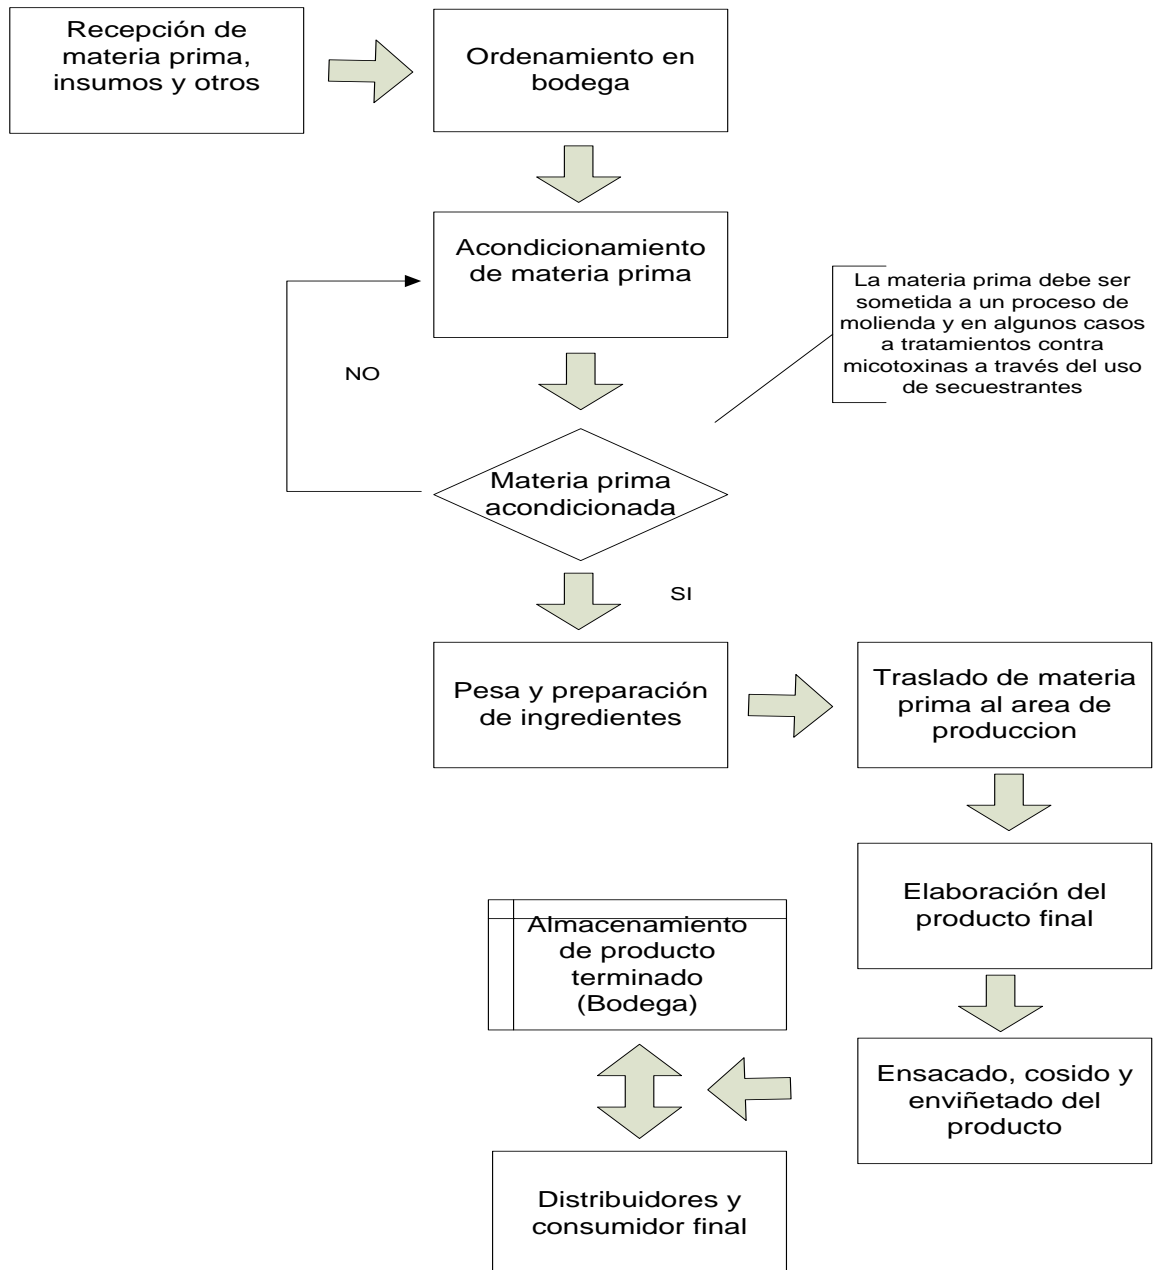 Recepción de
materia prima,
insumos y otros
Ordenamiento en
bodega
Acondicionamiento
de materia prima
La materia prima debe ser
sometida a un proceso de
molienda y en algunos casos
a tratamientos contra
micotoxinas a través del uso
de secuestrantes
NO
Materia prima
acondicionada
SI
Pesa y preparación
de ingredientes
Traslado de materia
prima al area de
produccion
Elaboración del
producto final
Almacenamiento
de producto
terminado
(Bodega)
Ensacado, cosido y
enviñetado del
producto
Distribuidores y
consumidor final